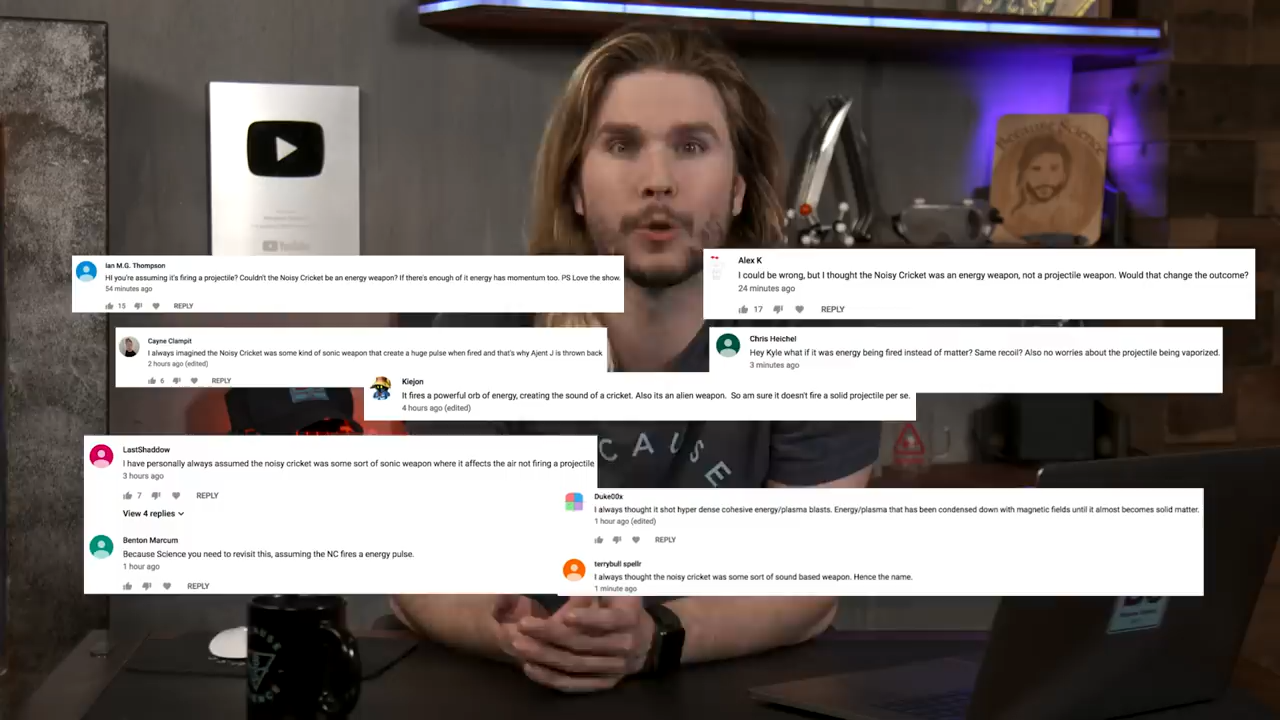 Because Science
YouTube
Ian M.G. Thompson
Hi you're assuming it's firing a projectile? Couldn't the Noisy Cricket be an energy weapon? If there's enough of it energy has momentum too. PS Love the show.
54 minutes ago
15 REPLY
Alex K
I could be wrong, but I thought the Noisy Cricket was an energy weapon, not a projectile weapon. Would that change the outcome?
24 minutes ago
17 REPLY
Cayne Clampit
I always imagined the Noisy Cricket was some kind of sonic weapon that create a huge pulse when fired and that's why Ajent J is thrown back
2 hours ago (edited)
6 REPLY
Chris Heichel
Hey Kyle what if it was energy being fired instead of matter? Same recoil? Also no worries about the projectile being vaporized.
3 minutes ago
Kiejon
It fires a powerful orb of energy, creating the sound of a cricket. Also its an alien weapon. So am sure it doesn't fire a solid projectile per se.
4 hours ago (edited)
CAUSE
LastShaddow
I have personally always assumed the noisy cricket was some sort of sonic weapon where it affects the air not firing a projectile
3 hours ago
7 REPLY
View 4 replies
Benton Marcum
Because Science you need to revisit this, assuming the NC fires a energy pulse.
1 hour ago
REPLY
Duke00x
I always thought it shot hyper dense cohesive energy/plasma blasts. Energy/plasma that has been condensed down with magnetic fields until it almost becomes solid matter.
1 hour ago (edited)
REPLY
terrybull spellr
I always thought the noisy cricket was some sort of sound based weapon. Hence the name.
1 minute ago